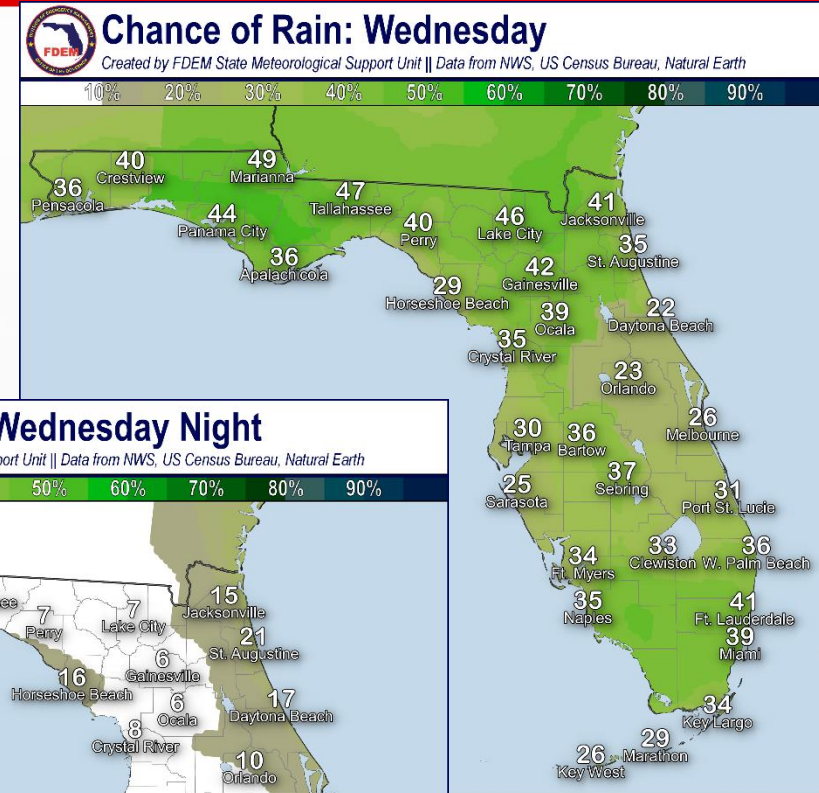 FDEM
Chance of Rain: Wednesday
Created by FDEM State Meteorological Support Unit || Data from NWS, US Census Bureau, Natural Earth
10% 20% 30% 40% 50% 60% 70% 80% 90%
40
Crestview
49
Marianna
36
Pensacola
47
Tallahassee
44
Panama City
40
Perry
46
Lake City
41
Jacksonville
36
Apalachicola
35
St. Augustine
42
Gainesville
29
Horseshoe Beach
39
Ocala
22
Daytona Beach
35
Crystal River
23
Orlando
30
Tampa
36
Bartow
26
Melbourne
37
Sebring
25
Sarasota
31
Port St. Lucie
34
Ft. Myers
33
Clewiston
36
W. Palm Beach
35
Naples
41
Ft. Lauderdale
39
Miami
34
Key Largo
29
Marathon
26
Key West
Wednesday Night
ort Unit || Data from NWS, US Census Bureau, Natural Earth
50% 60% 70% 80% 90%
ee
7
Perry
7
Lake City
15
Jacksonville
21
St. Augustine
16
Horseshoe Beach
6
Gainesville
6
Ocala
17
Daytona Beach
8
Crystal River
10
Orlando